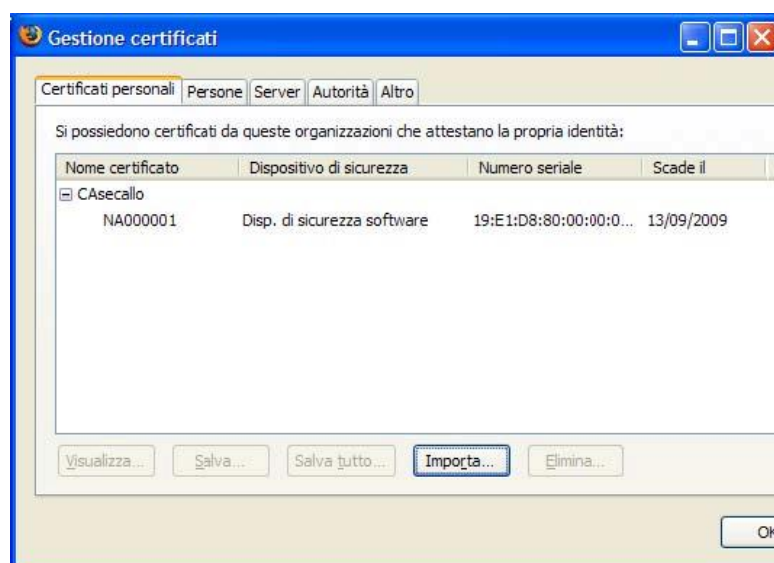 Gestione certificati
Certificati personali Persone Server Autorità Altro
Si possiedono certificati da queste organizzazioni che attestano la propria identità:
Nome certificato Dispositivo di sicurezza Numero seriale Scade il
CAsecallo
NA000001 Disp. di sicurezza software 19:E1:D8:80:00:00:0... 13/09/2009
Visualizza... Salva... Salva tutto... Importa... Elimina...
OK